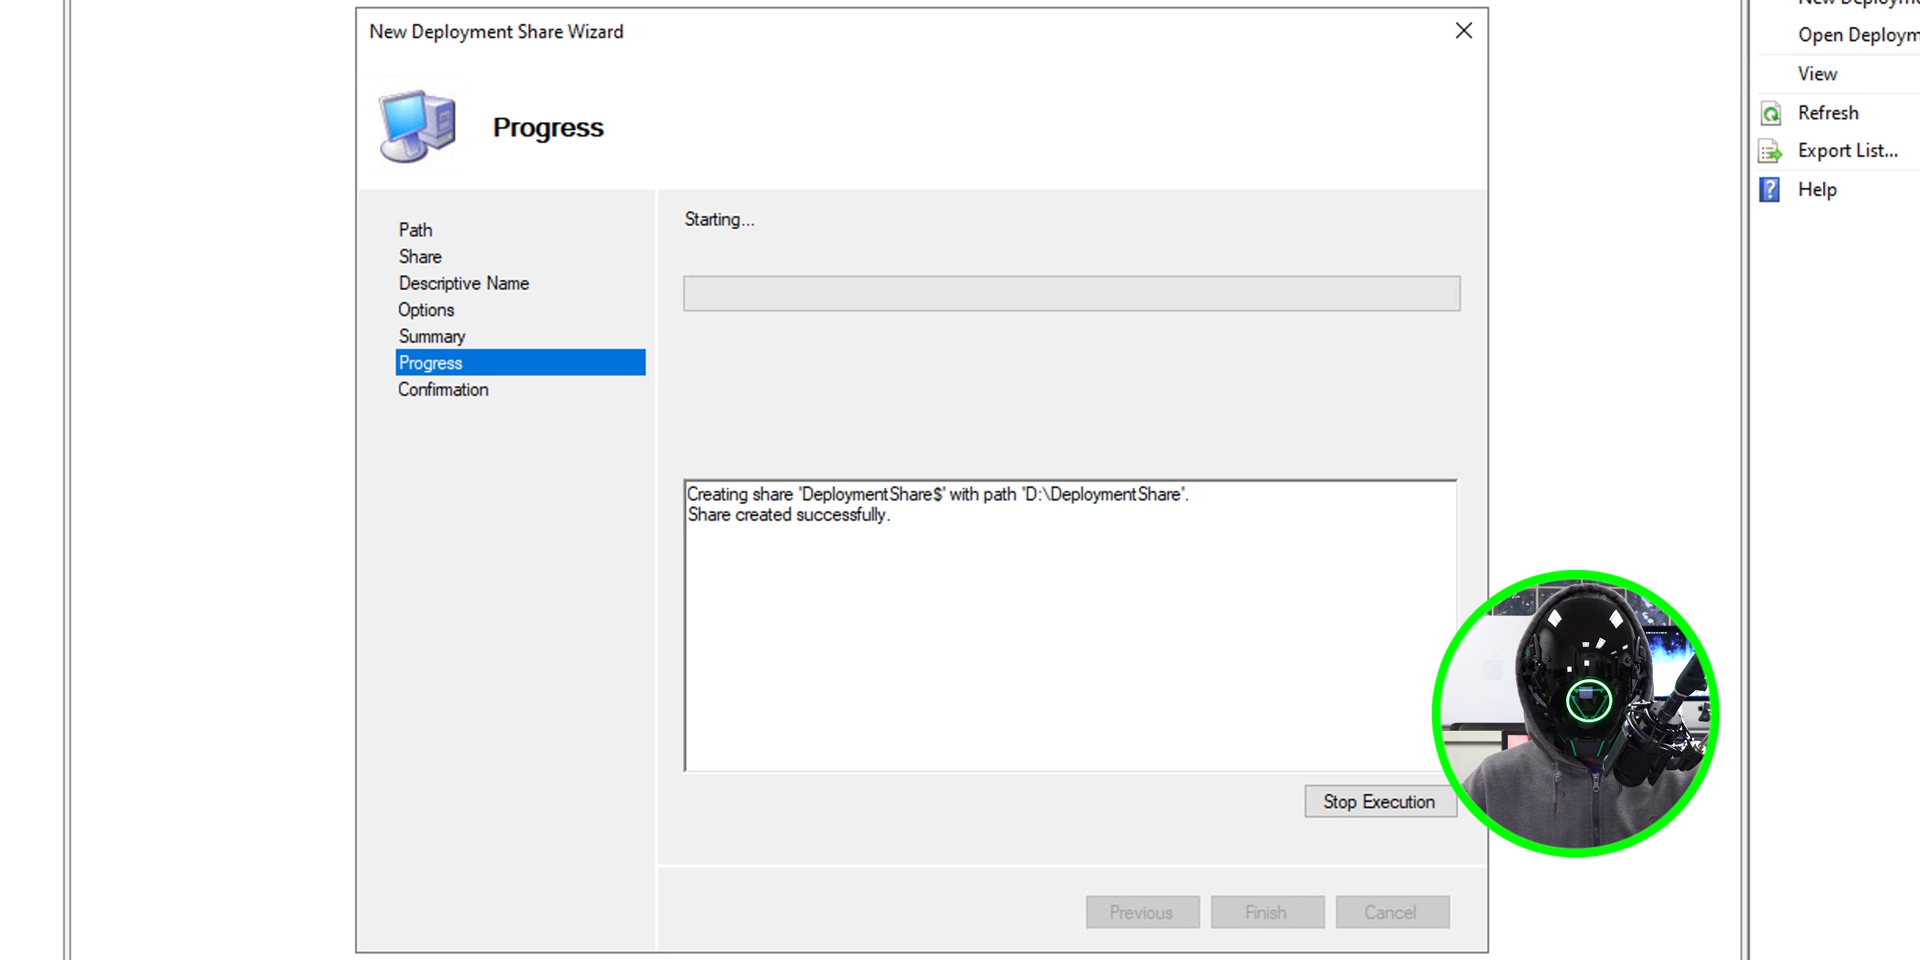 New Deployment Share Wizard
Progress
Path
Share
Descriptive Name
Options
Summary
Progress
Confirmation
Starting...
Creating share 'DeploymentShare$' with path 'D:\DeploymentShare'.
Share created successfully.
Stop Execution
Previous
Finish
Cancel
Open Deploym
View
Refresh
Export List...
Help